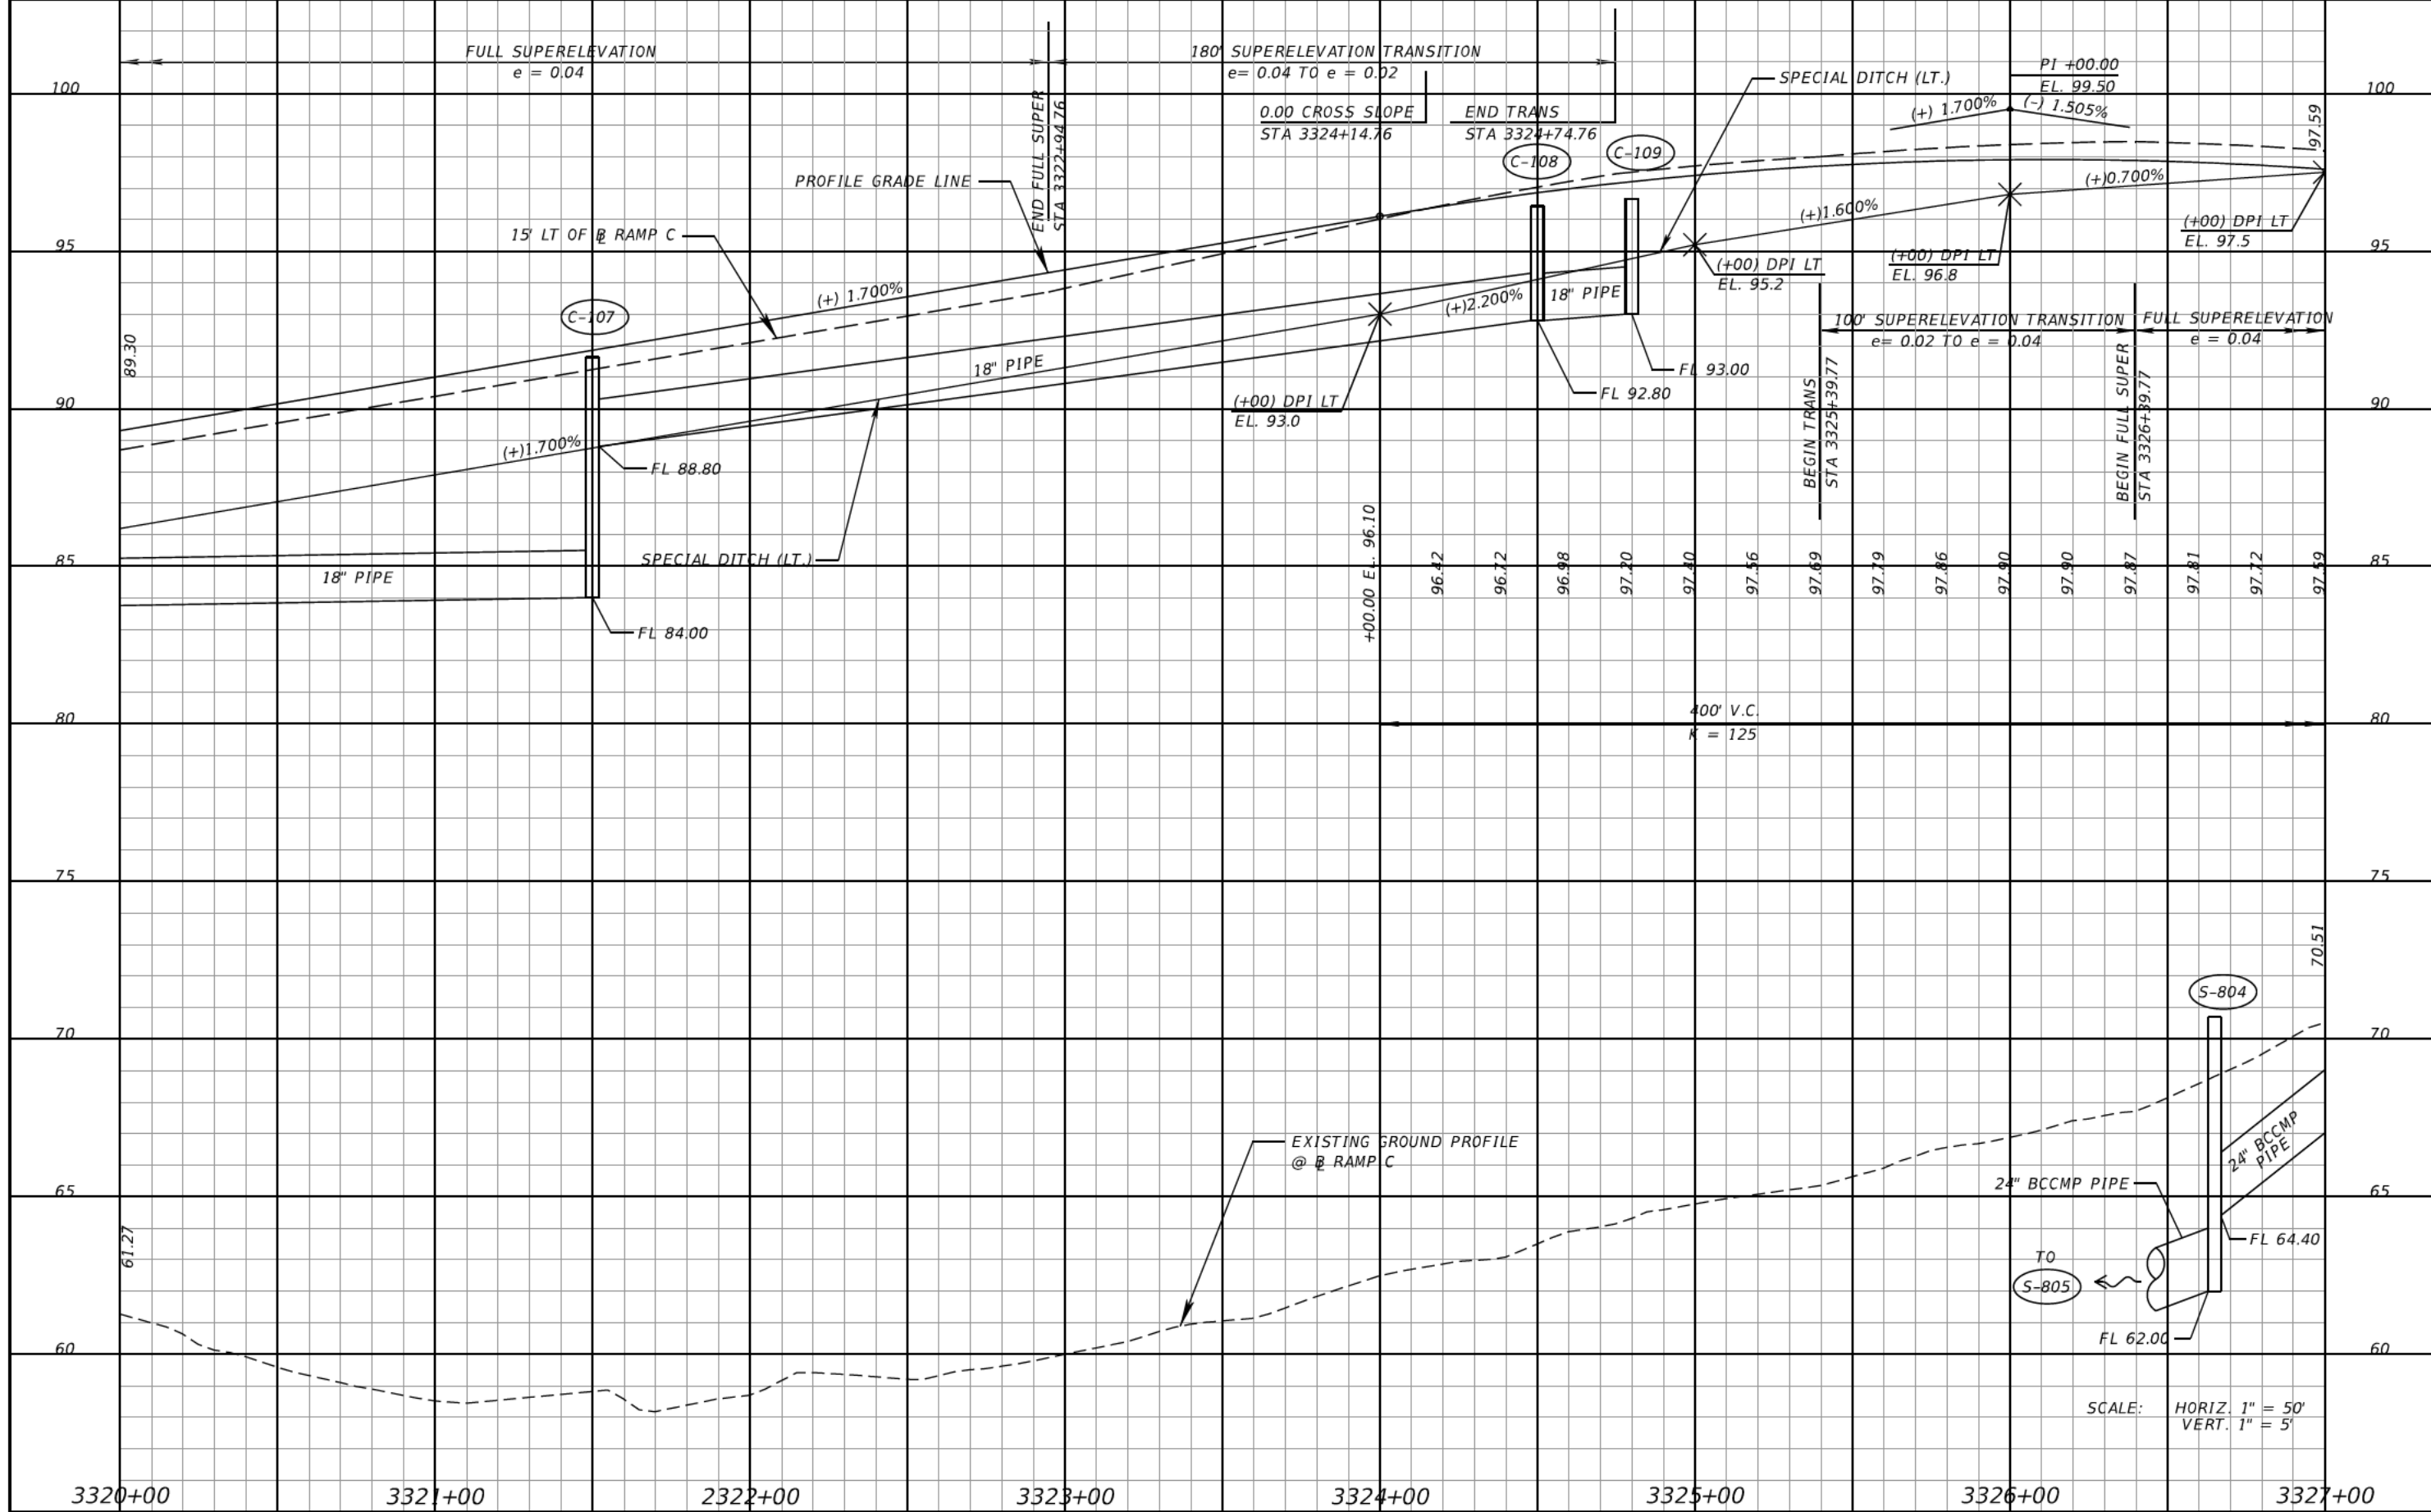 FULL SUPERELEVATION
e = 0.04
180' SUPERELEVATION TRANSITION
e= 0.04 TO e = 0.02
PI +00.00
EL. 99.50
SPECIAL DITCH (LT.)
100
100
(+) 1.700%
(-) 1.505%
END FULL SUPER
STA 3322+94.76
0.00 CROSS SLOPE
STA 3324+14.76
END TRANS
STA 3324+74.76
97.59
C-108
C-109
PROFILE GRADE LINE
(+)0.700%
(+)1.600%
(+00) DPI LT
EL. 97.5
15' LT OF BL RAMP C
95
95
(+00) DPI LT
EL. 95.2
(+00) DPI LT
EL. 96.8
(+) 1.700%
(+)2.200%
18" PIPE
C-107
100' SUPERELEVATION TRANSITION
e= 0.02 TO e = 0.04
FULL SUPERELEVATION
e = 0.04
89.30
18" PIPE
FL 93.00
FL 92.80
90
90
(+00) DPI LT
EL. 93.0
BEGIN TRANS
STA 3325+39.77
BEGIN FULL SUPER
STA 3326+39.77
(+)1.700%
FL 88.80
SPECIAL DITCH (LT.)
85
85
18" PIPE
+00.00 EL. 96.10
96.42
96.72
96.98
97.20
97.40
97.56
97.69
97.79
97.86
97.90
97.90
97.87
97.81
97.72
97.59
FL 84.00
80
80
400' V.C.
K = 125
75
75
70.51
S-804
70
70
EXISTING GROUND PROFILE
@ BL RAMP C
24" BCCMP
PIPE
24" BCCMP PIPE
65
65
61.27
FL 64.40
TO
S-805
FL 62.00
60
60
SCALE: HORIZ. 1" = 50'
VERT. 1" = 5'
3320+00
3321+00
2322+00
3323+00
3324+00
3325+00
3326+00
3327+00